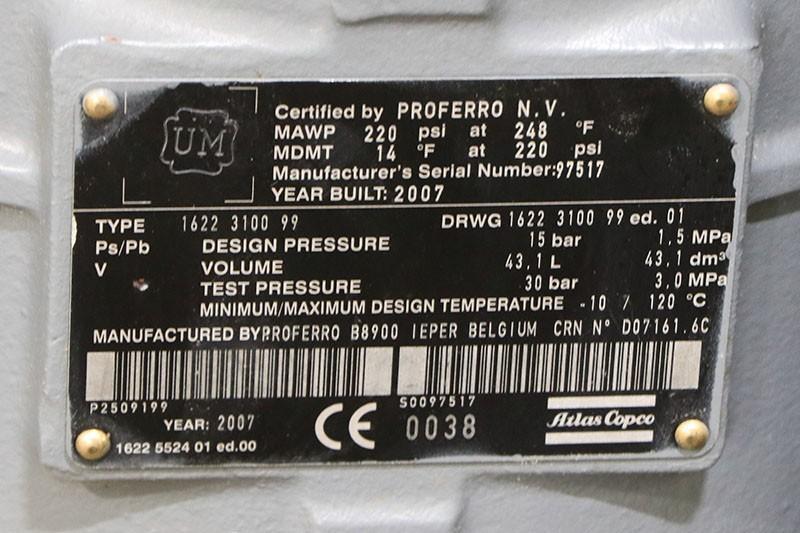 UM
Certified by PROFERRO N.V.
MAWP 220 psi at 248 °F
MDMT 14 °F at 220 psi
Manufacturer's Serial Number:97517
YEAR BUILT: 2007
TYPE 1622 3100 99 DRWG 1622 3100 99 ed. 01
Ps/Pb DESIGN PRESSURE 15 bar 1,5 MPa
V VOLUME 43,1 L 43,1 dm³
TEST PRESSURE 30 bar 3,0 MPa
MINIMUM/MAXIMUM DESIGN TEMPERATURE -10 / 120 °C
MANUFACTURED BY PROFERRO B8900 IEPER BELGIUM CRN N° D07161.6C
P2509199 S0097517
YEAR: 2007 CE 0038 Atlas Copco
1622 5524 01 ed.00